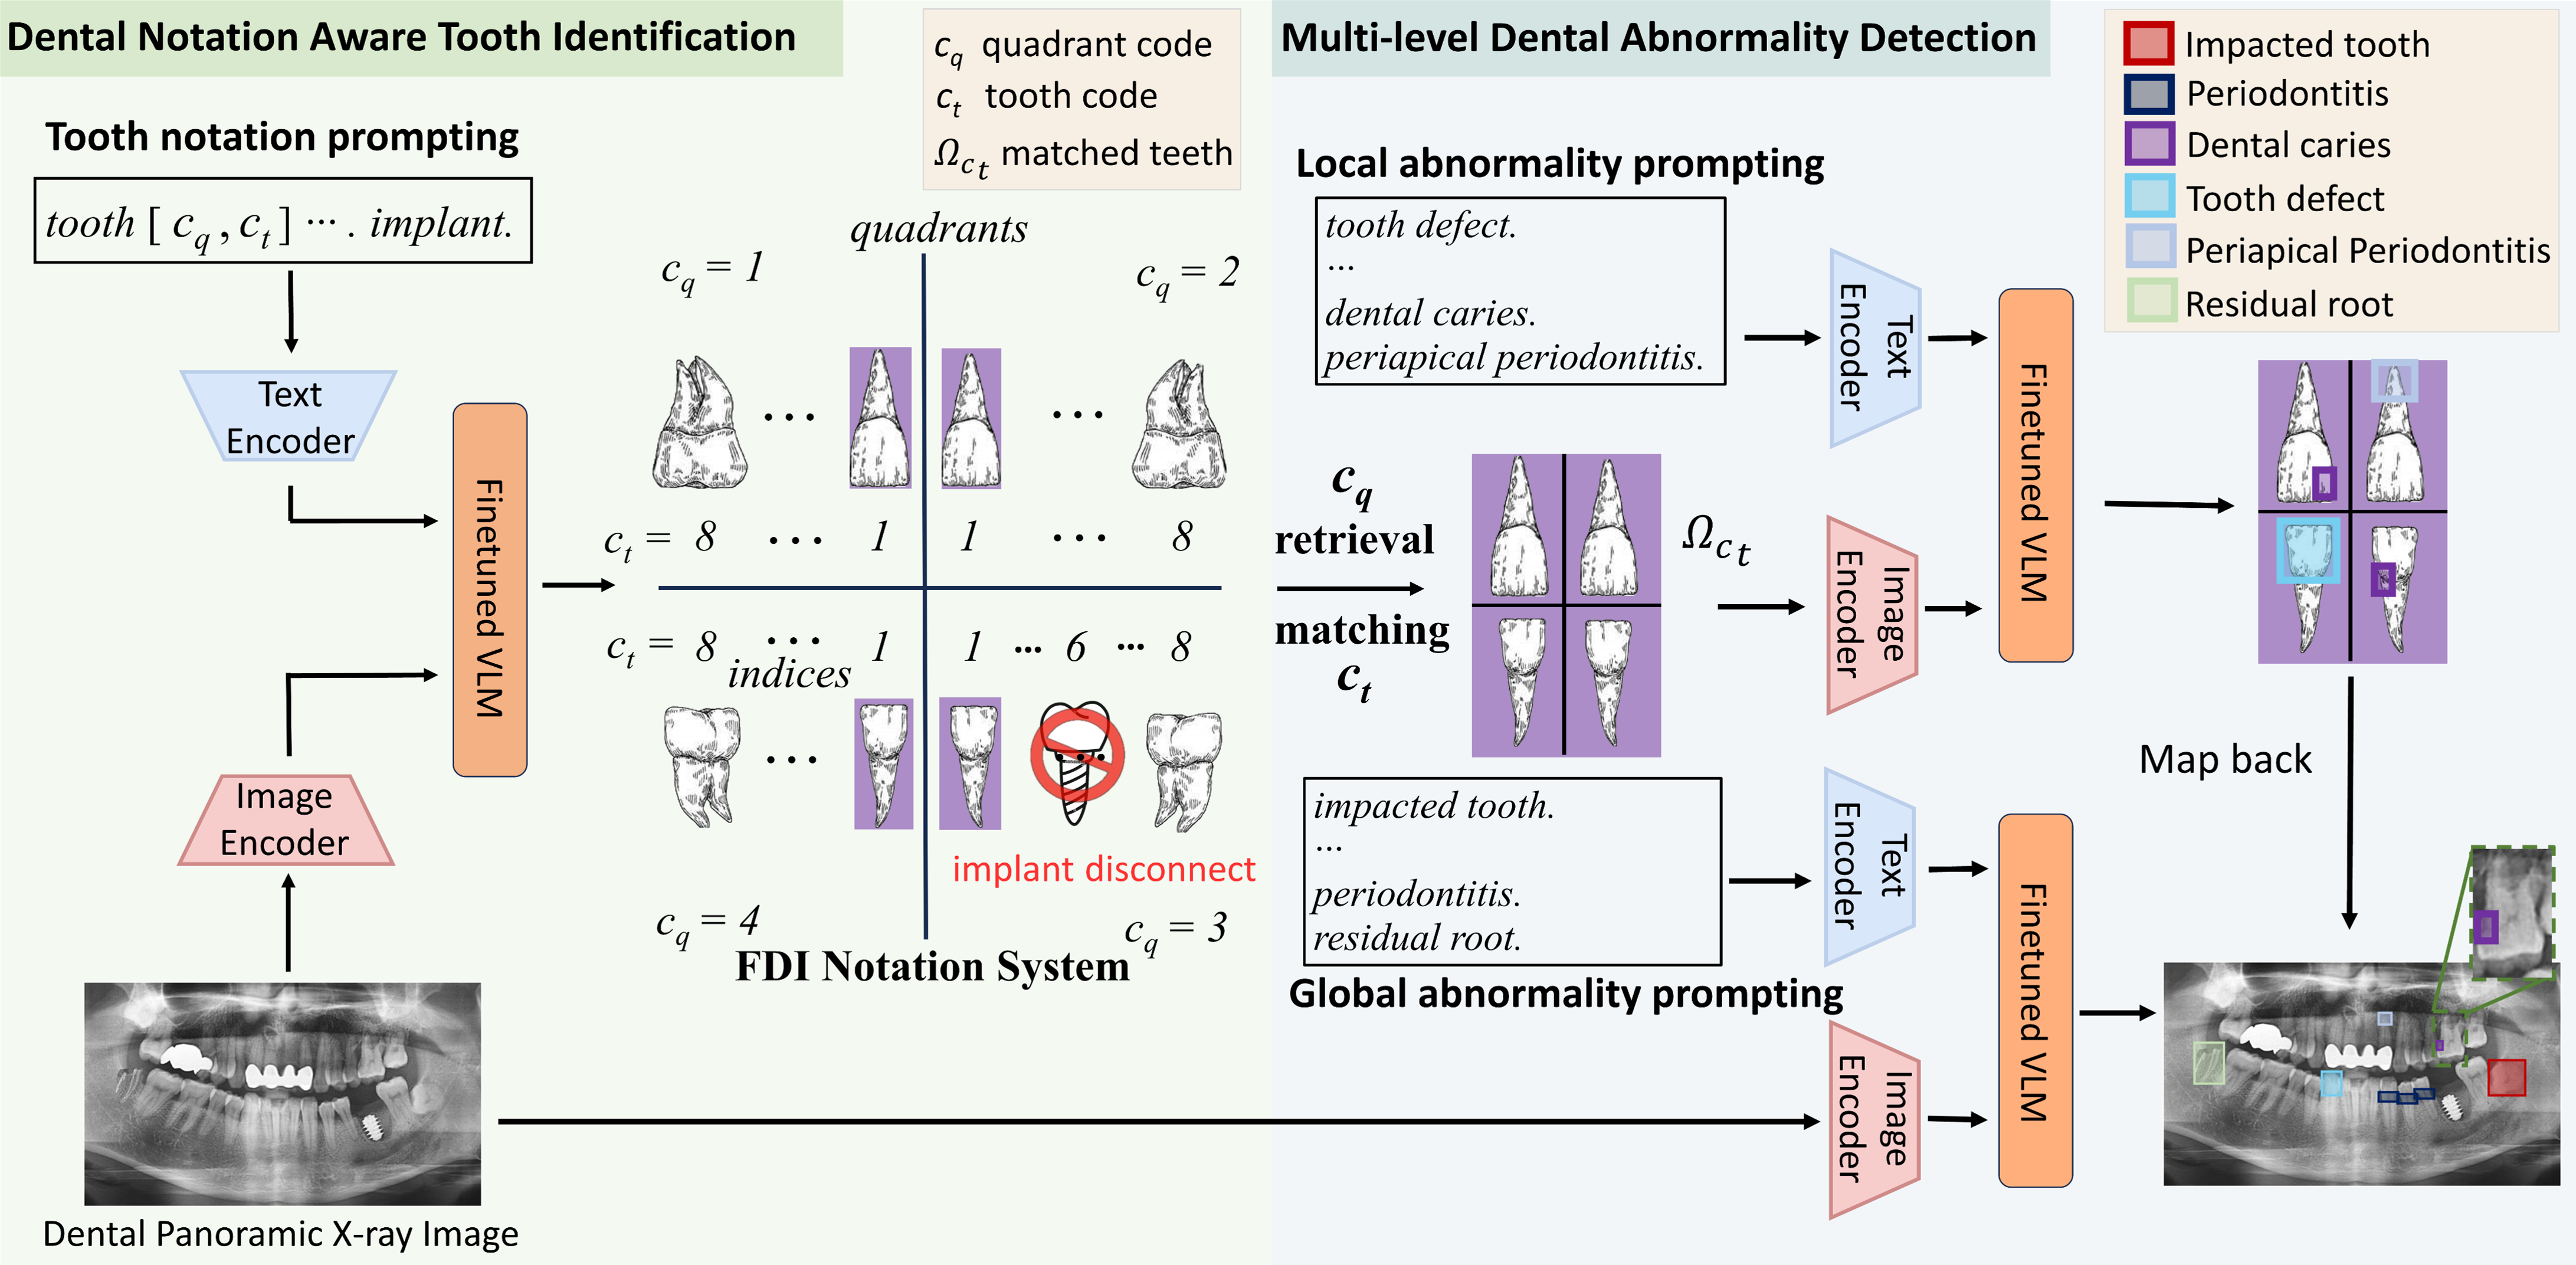 Dental Notation Aware Tooth Identification
c_q quadrant code
c_t tooth code
Ω_{c_t} matched teeth
Tooth notation prompting
tooth [ c_q , c_t ] ··· . implant.
Text
Encoder
Finetuned VLM
Image
Encoder
Dental Panoramic X-ray Image
quadrants
c_q = 1
c_q = 2
c_t = 8 ··· 1 1 ··· 8
c_t = 8 ··· 1 1 ··· 6 ··· 8
indices
implant disconnect
c_q = 4
c_q = 3
FDI Notation System
Multi-level Dental Abnormality Detection
Impacted tooth
Periodontitis
Dental caries
Tooth defect
Periapical Periodontitis
Residual root
Local abnormality prompting
tooth defect.
...
dental caries.
periapical periodontitis.
Text
Encoder
Finetuned VLM
c_q
retrieval
matching
c_t
Ω_{c_t}
Image
Encoder
Map back
impacted tooth.
...
periodontitis.
residual root.
Global abnormality prompting
Text
Encoder
Finetuned VLM
Image
Encoder